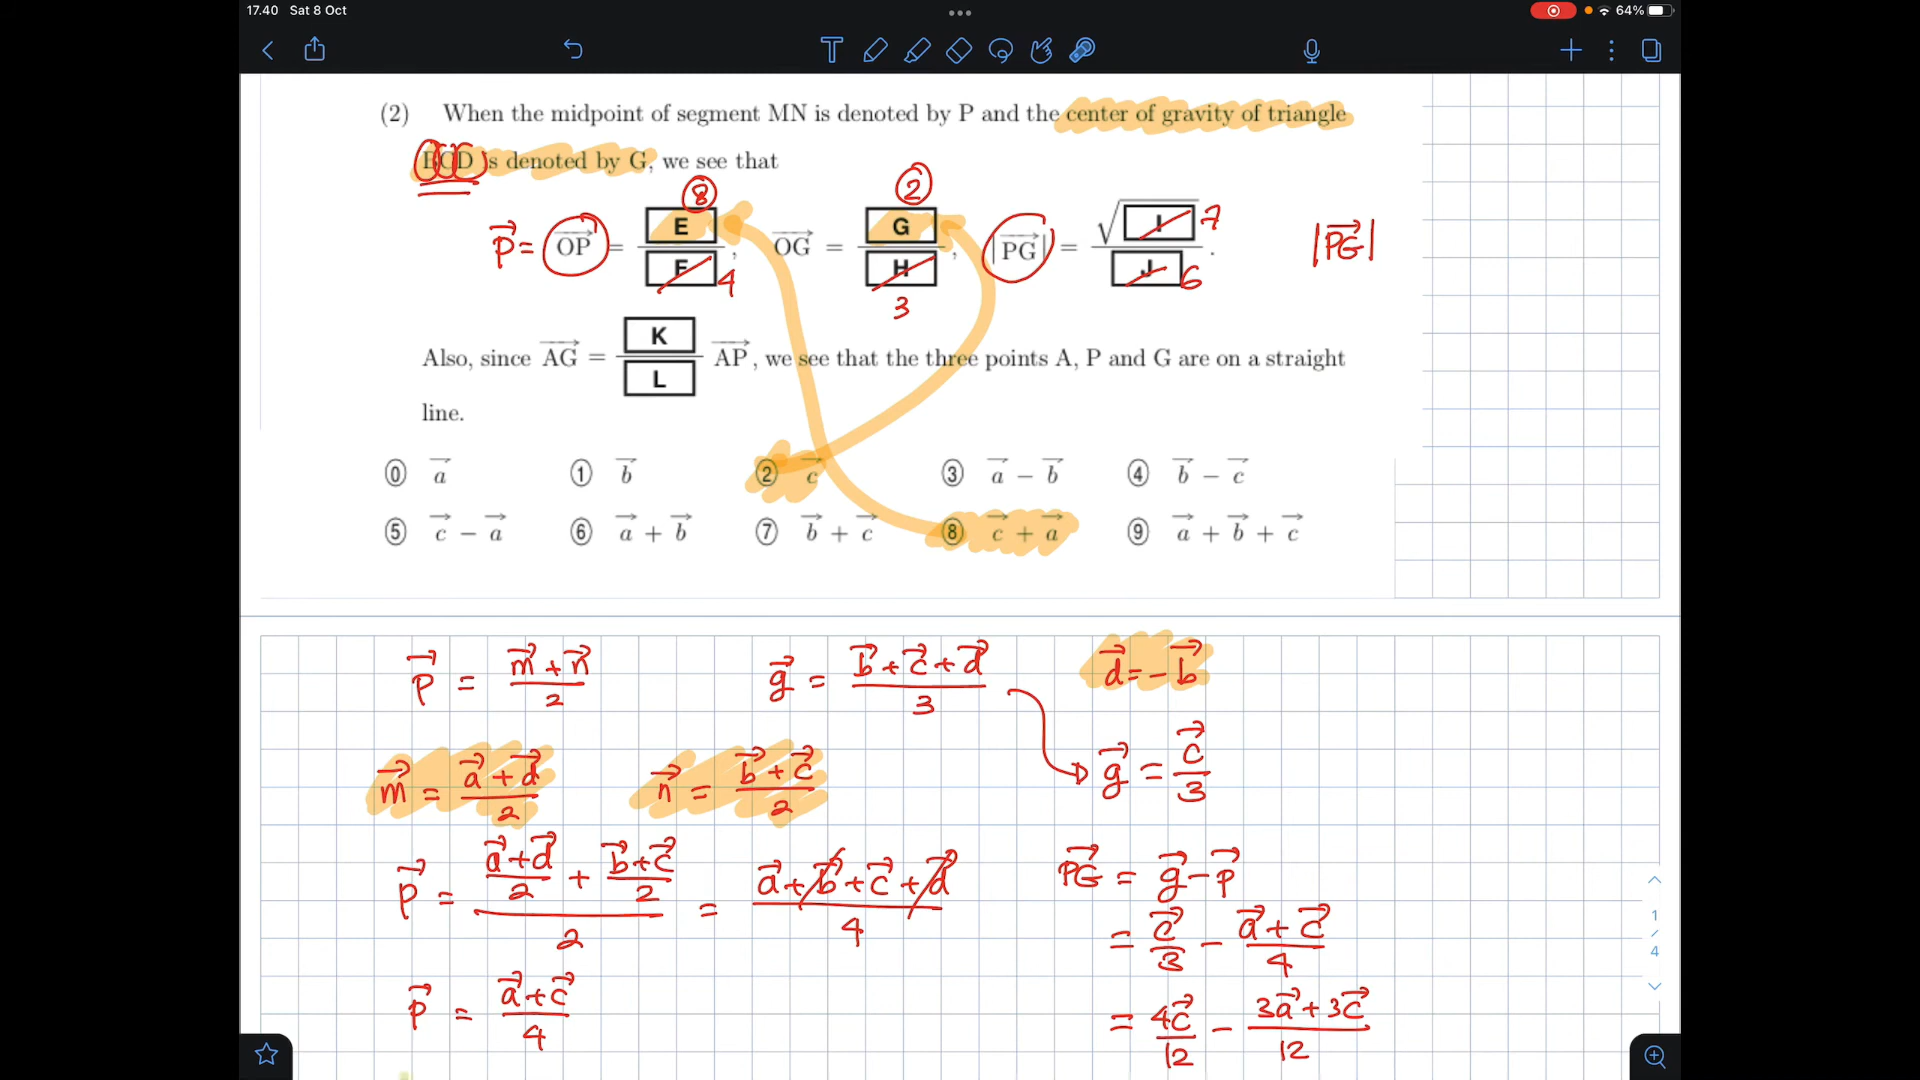 17.40 Sat 8 Oct
64%
(2) When the midpoint of segment MN is denoted by P and the center of gravity of triangle
BCD is denoted by G, we see that
⑧ ②
p⃗ = OP⃗ = E/F 4, OG⃗ = G/H 3, |PG⃗| = √I 7/J 6. |PG⃗|
Also, since AG⃗ = K/L AP⃗, we see that the three points A, P and G are on a straight
line.
⓪ a⃗ ① b⃗ ② c⃗ ③ a⃗ − b⃗ ④ b⃗ − c⃗
⑤ c⃗ − a⃗ ⑥ a⃗ + b⃗ ⑦ b⃗ + c⃗ ⑧ c⃗ + a⃗ ⑨ a⃗ + b⃗ + c⃗
p⃗ = (m⃗ + n⃗)/2 g⃗ = (b⃗ + c⃗ + d⃗)/3 d⃗ = −b⃗
m⃗ = (a⃗ + d⃗)/2 n⃗ = (b⃗ + c⃗)/2 g⃗ = c⃗/3
p⃗ = ((a⃗ + d⃗)/2 + (b⃗ + c⃗)/2)/2 = (a⃗ + b⃗ + c⃗ + d⃗)/4 PG⃗ = g⃗ − p⃗
= c⃗/3 − (a⃗ + c⃗)/4
p⃗ = (a⃗ + c⃗)/4 = 4c⃗/12 − (3a⃗ + 3c⃗)/12
1/4